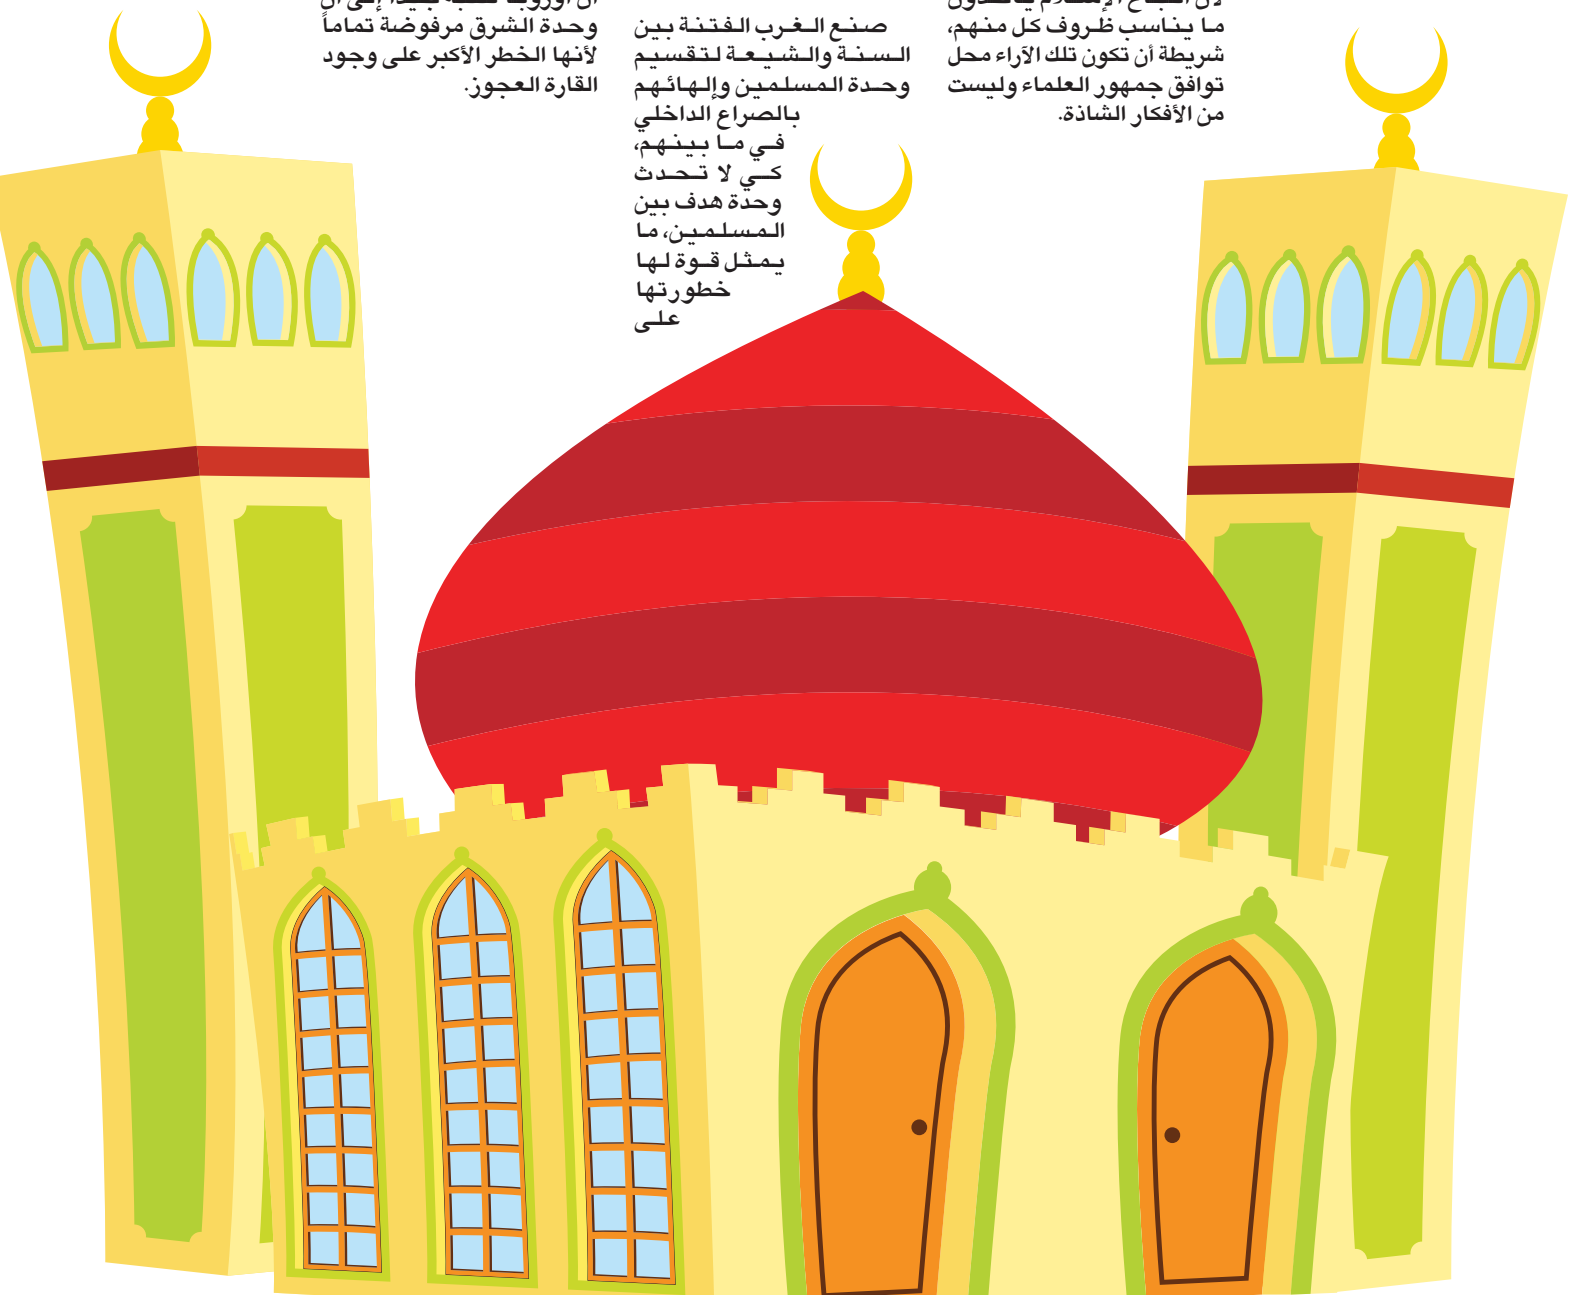 ما يناسب ظروف كل منهم،
شريطة أن تكون تلك الآراء محل
توافق جمهور العلماء وليست
من الأفكار الشاذة.
صنع الغرب الفتنة بين
السنة والشيعة لتقسيم
وحدة المسلمين وإلهائهم
بالصراع الداخلي
في ما بينهم،
كي لا تحدث
وحدة هدف بين
المسلمين، ما
يمثل قوة لها
خطورتها
على
وحدة الشرق مرفوضة تماماً
لأنها الخطر الأكبر على وجود
القارة العجوز.